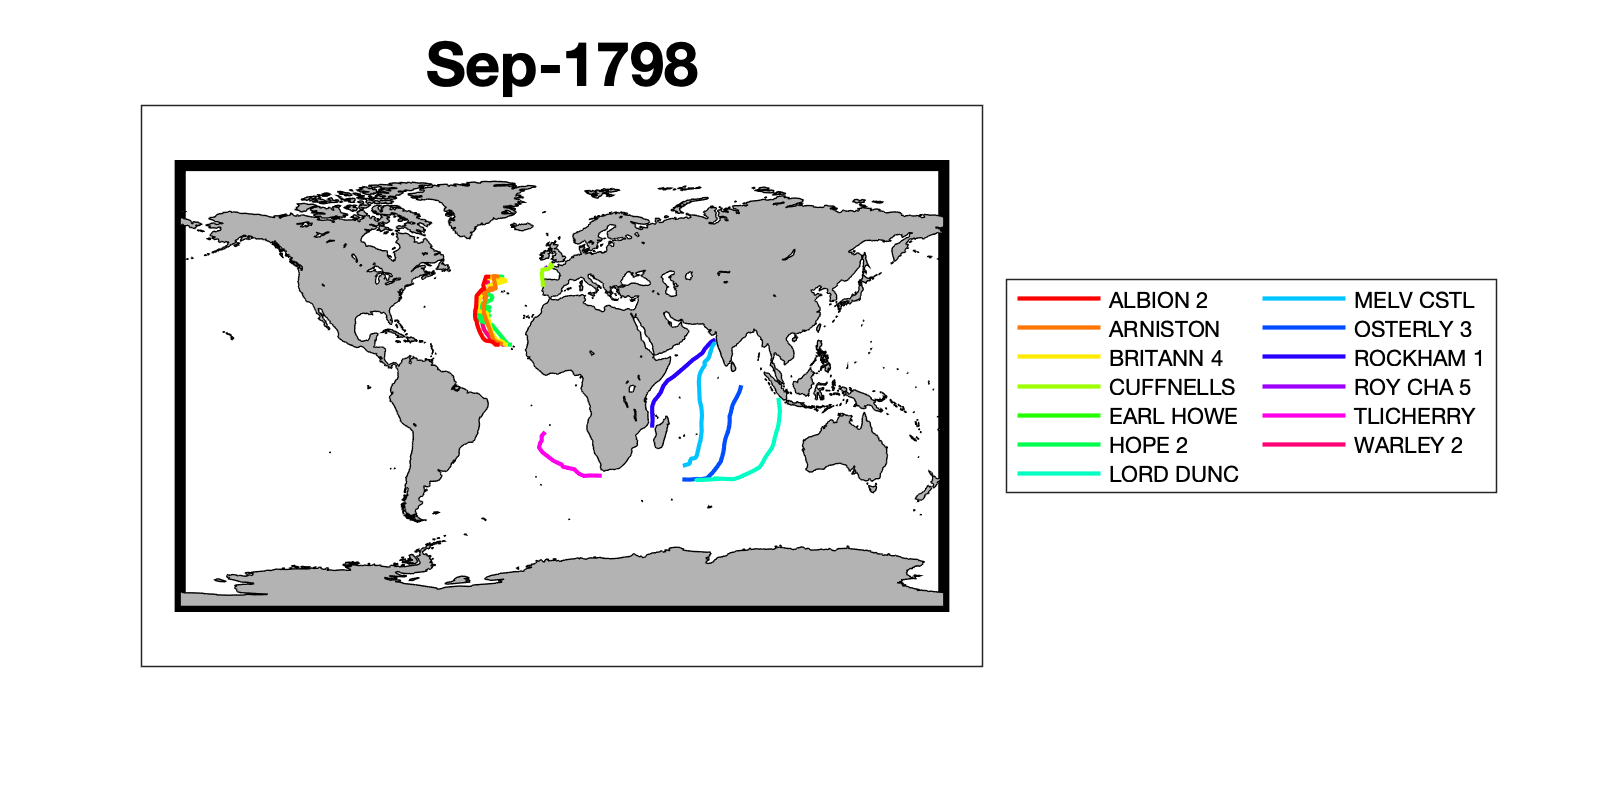 Sep-1798
ALBION 2
ARNISTON
BRITANN 4
CUFFNELLS
EARL HOWE
HOPE 2
LORD DUNC
MELV CSTL
OSTERLY 3
ROCKHAM 1
ROY CHA 5
TLICHERRY
WARLEY 2